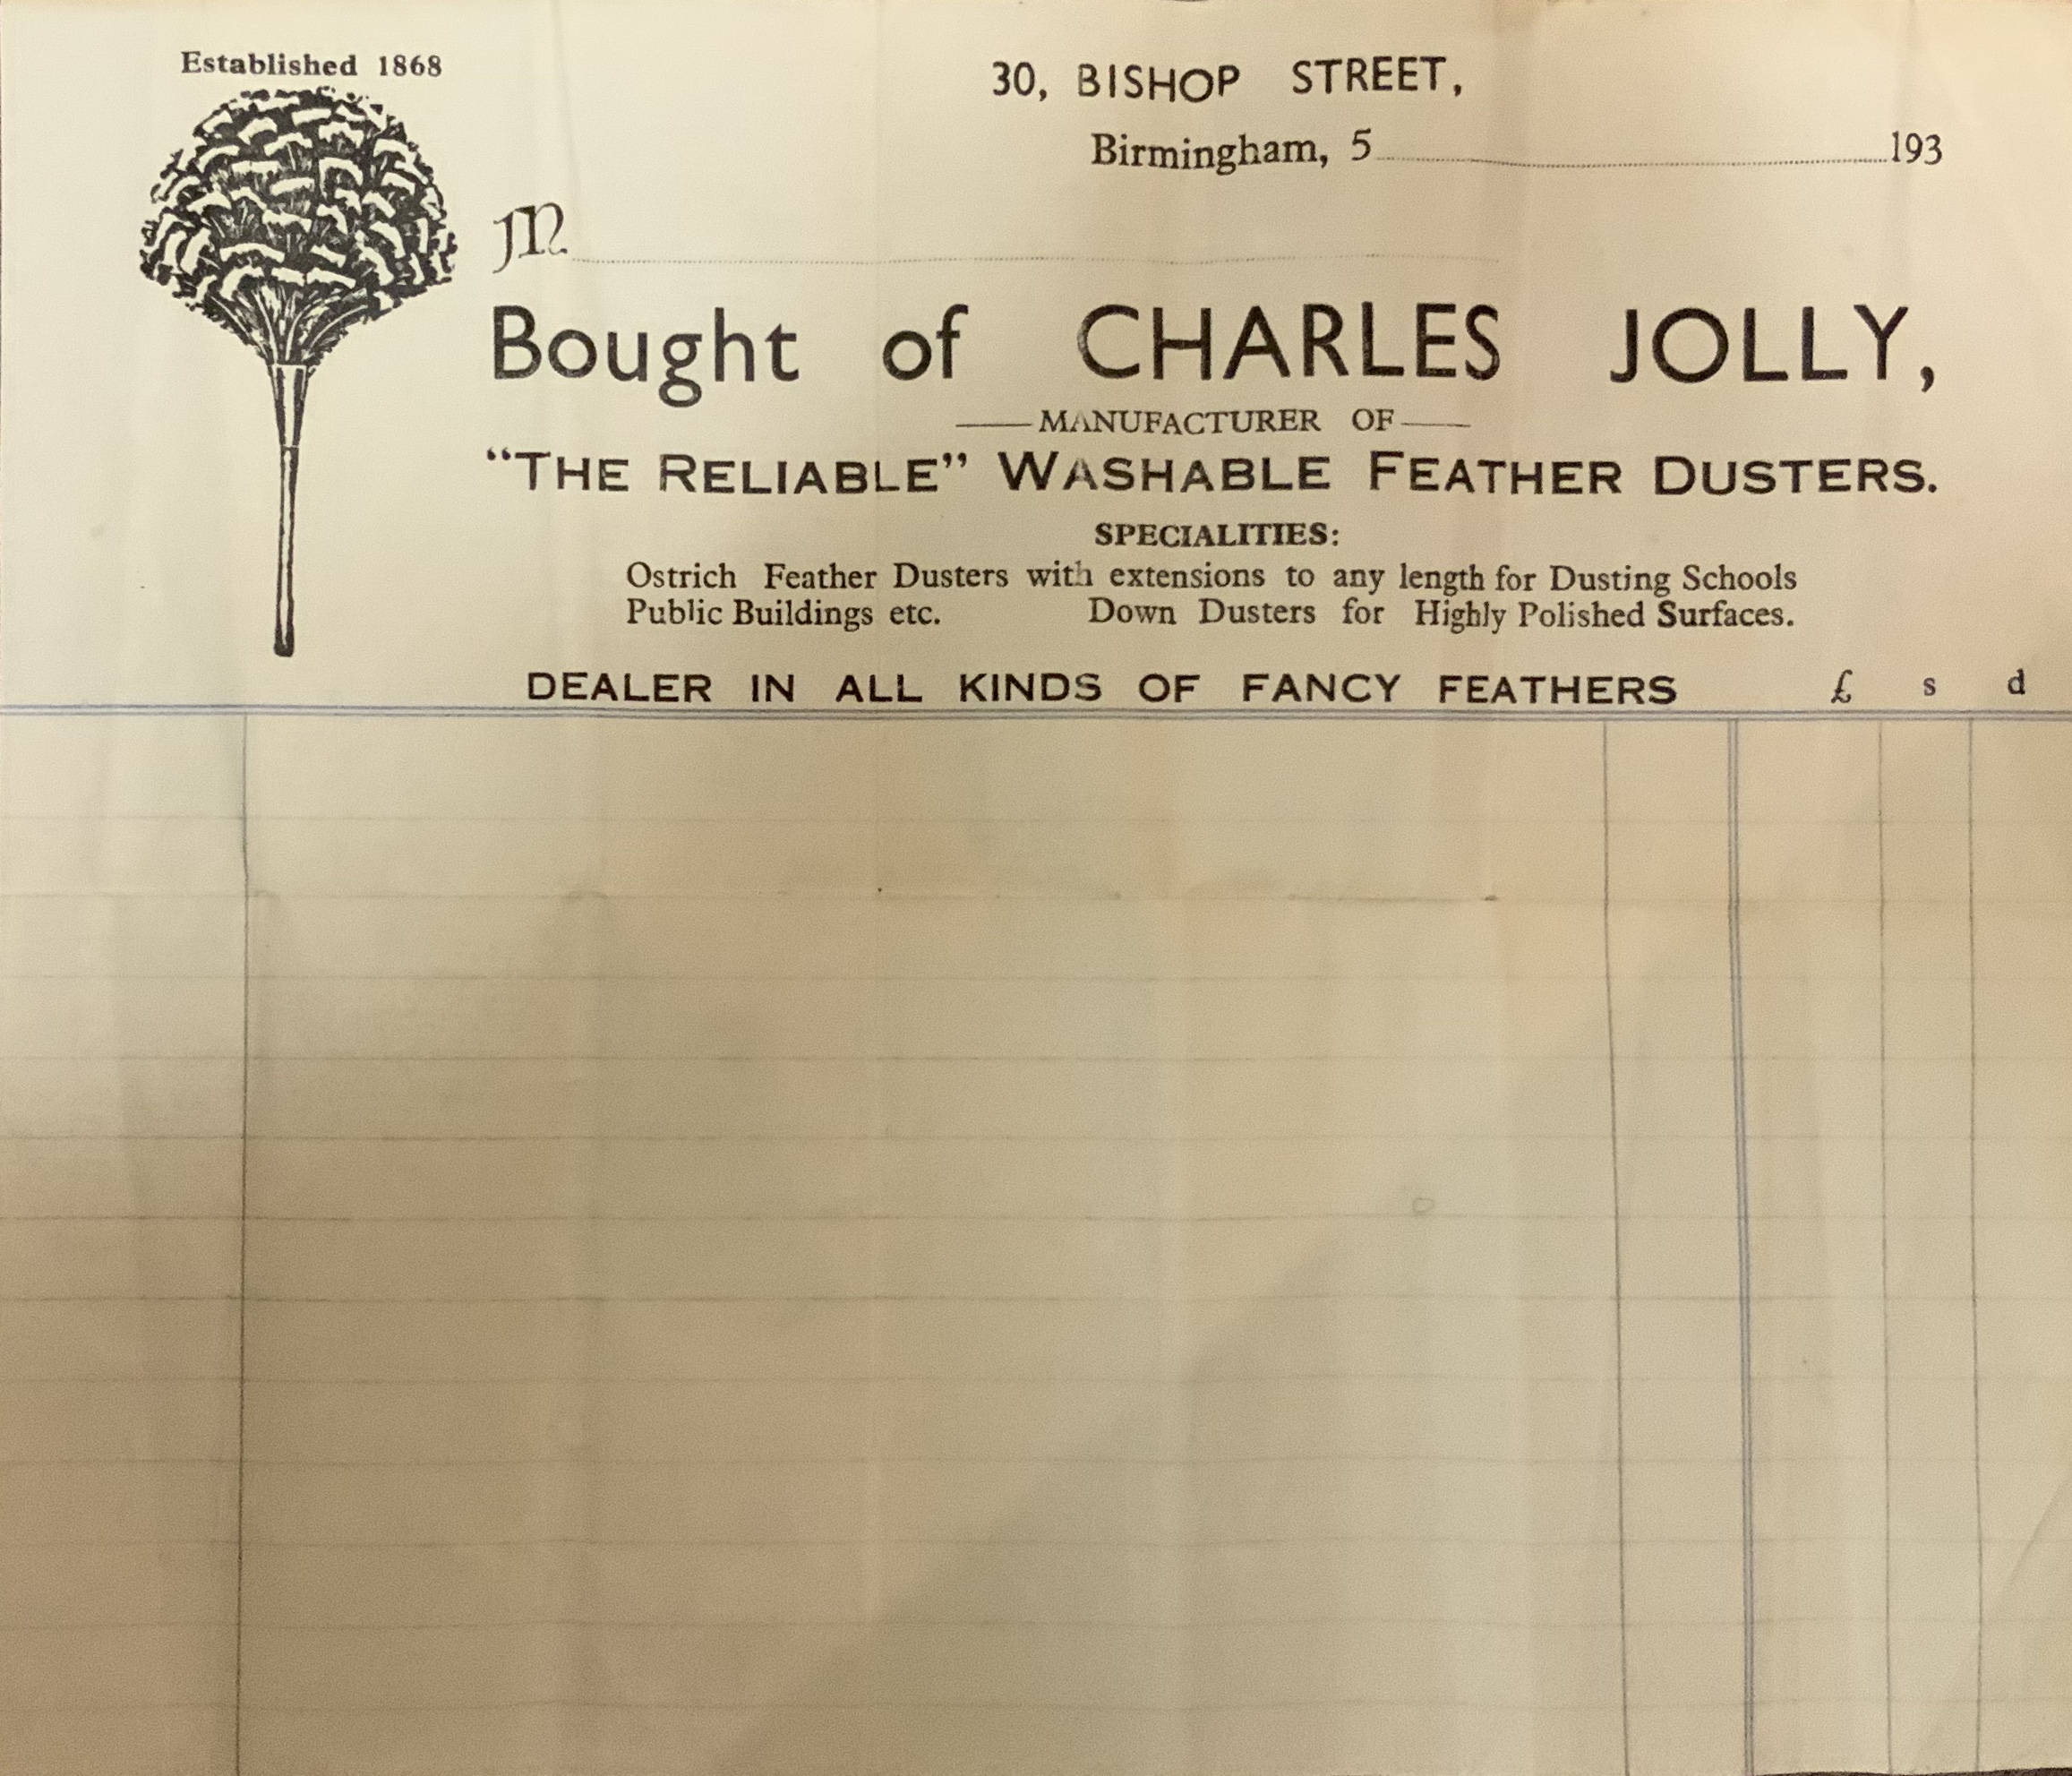 Established 1868
30, BISHOP STREET,
Birmingham, 5 193
M
Bought of CHARLES JOLLY,
MANUFACTURER OF
“THE RELIABLE” WASHABLE FEATHER DUSTERS.
SPECIALITIES:
Ostrich Feather Dusters with extensions to any length for Dusting Schools
Public Buildings etc. Down Dusters for Highly Polished Surfaces.
DEALER IN ALL KINDS OF FANCY FEATHERS £ s d